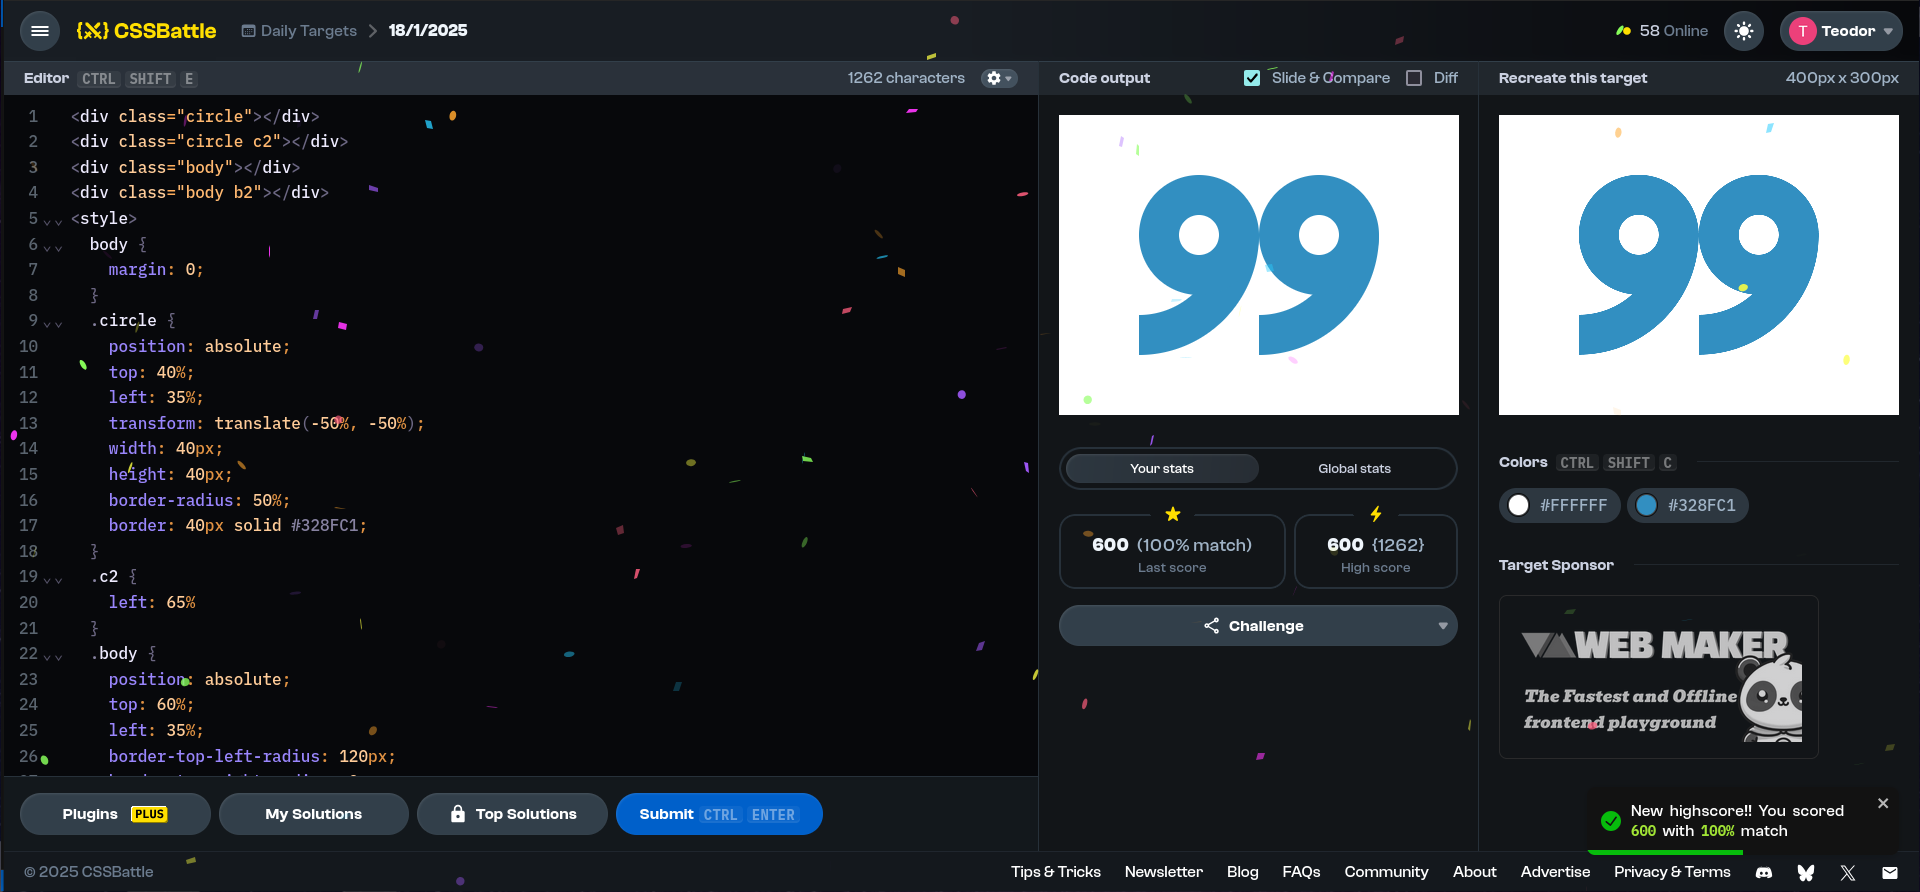 CSSBattle
Daily Targets
18/1/2025
58 Online
T
Teodor
Editor CTRL SHIFT E
1262 characters
1 <div class="circle"></div>
2 <div class="circle c2"></div>
3 <div class="body"></div>
4 <div class="body b2"></div>
5 <style>
6 body {
7 margin: 0;
8 }
9 .circle {
10 position: absolute;
11 top: 40%;
12 left: 35%;
13 transform: translate(-50%, -50%);
14 width: 40px;
15 height: 40px;
16 border-radius: 50%;
17 border: 40px solid #328FC1;
18 }
19 .c2 {
20 left: 65%
21 }
22 .body {
23 position: absolute;
24 top: 60%;
25 left: 35%;
26 border-top-left-radius: 120px;
Plugins PLUS
My Solutions
Top Solutions
Submit CTRL ENTER
Code output
Slide & Compare
Diff
99
Your stats
Global stats
600 (100% match)
Last score
600 {1262}
High score
Challenge
Recreate this target
400px x 300px
99
Colors CTRL SHIFT C
#FFFFFF
#328FC1
Target Sponsor
WEB MAKER
The Fastest and Offline
frontend playground
New highscore!! You scored
600 with 100% match
© 2025 CSSBattle
Tips & Tricks
Newsletter
Blog
FAQs
Community
About
Advertise
Privacy & Terms